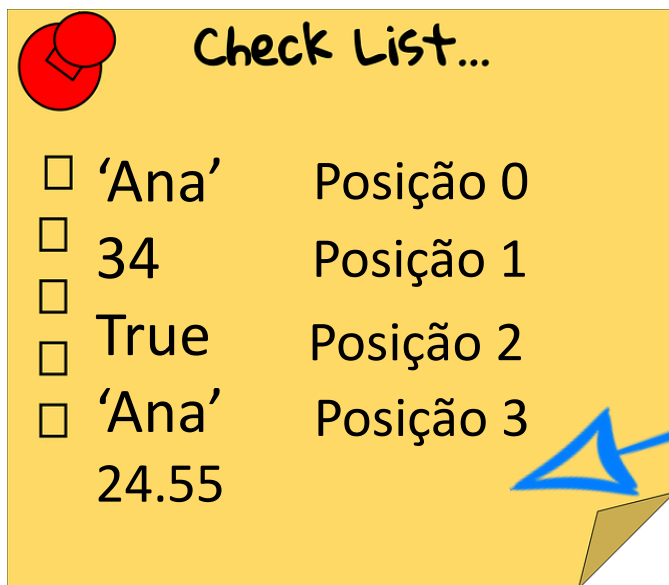 Check List...
‘Ana’ Posição 0
34 Posição 1
True Posição 2
‘Ana’ Posição 3
24.55